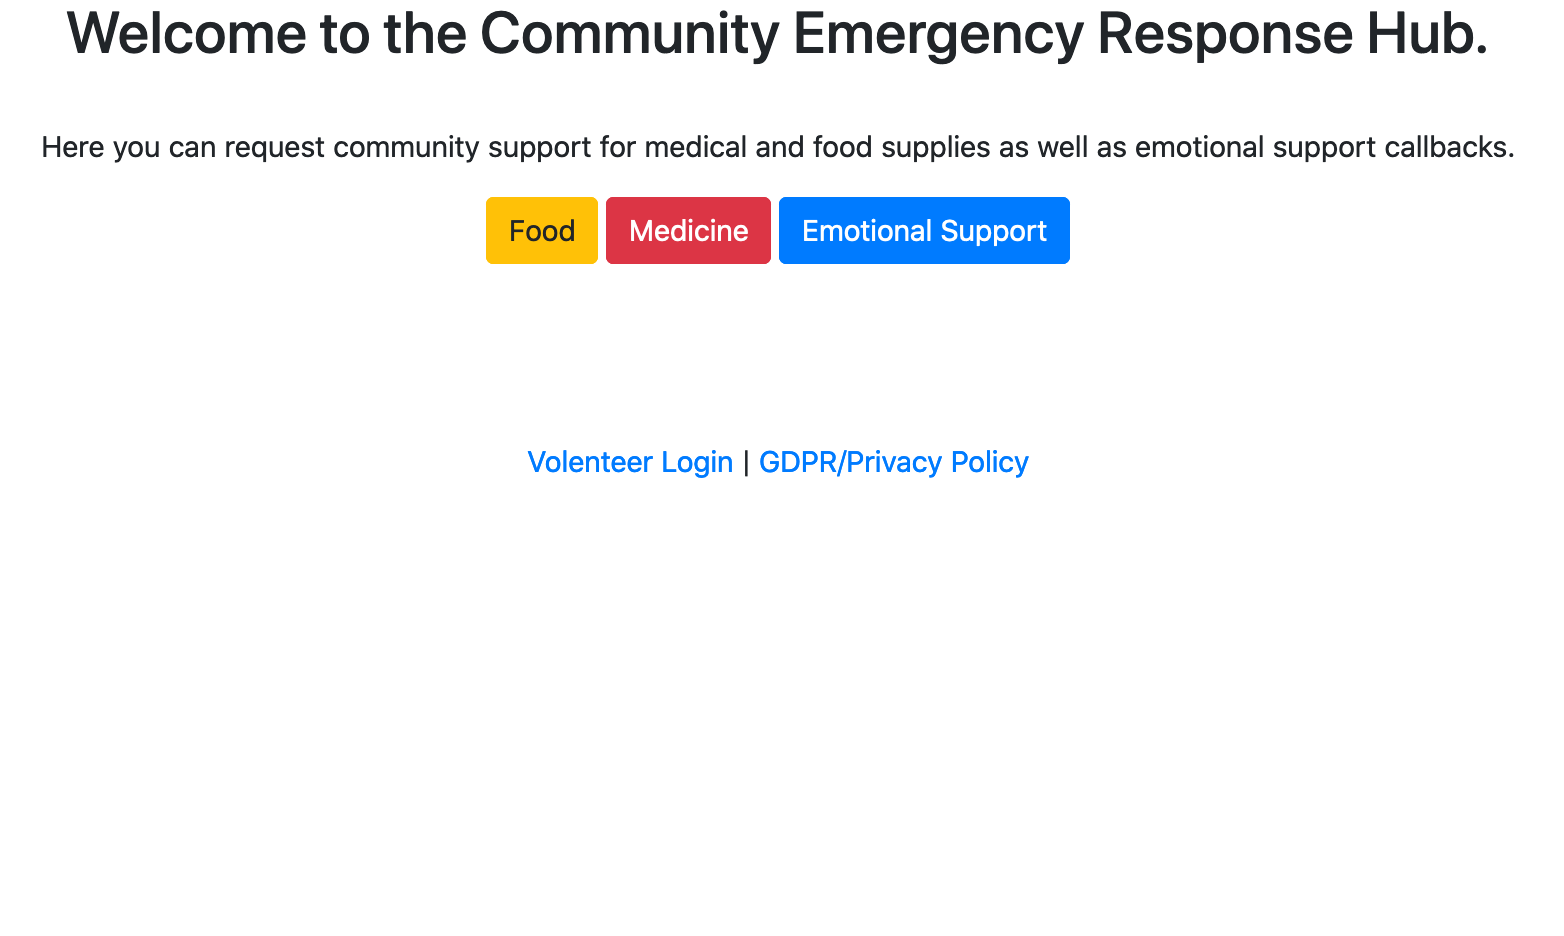 Welcome to the Community Emergency Response Hub.
Here you can request community support for medical and food supplies as well as emotional support callbacks.
Food Medicine Emotional Support
Volenteer Login | GDPR/Privacy Policy